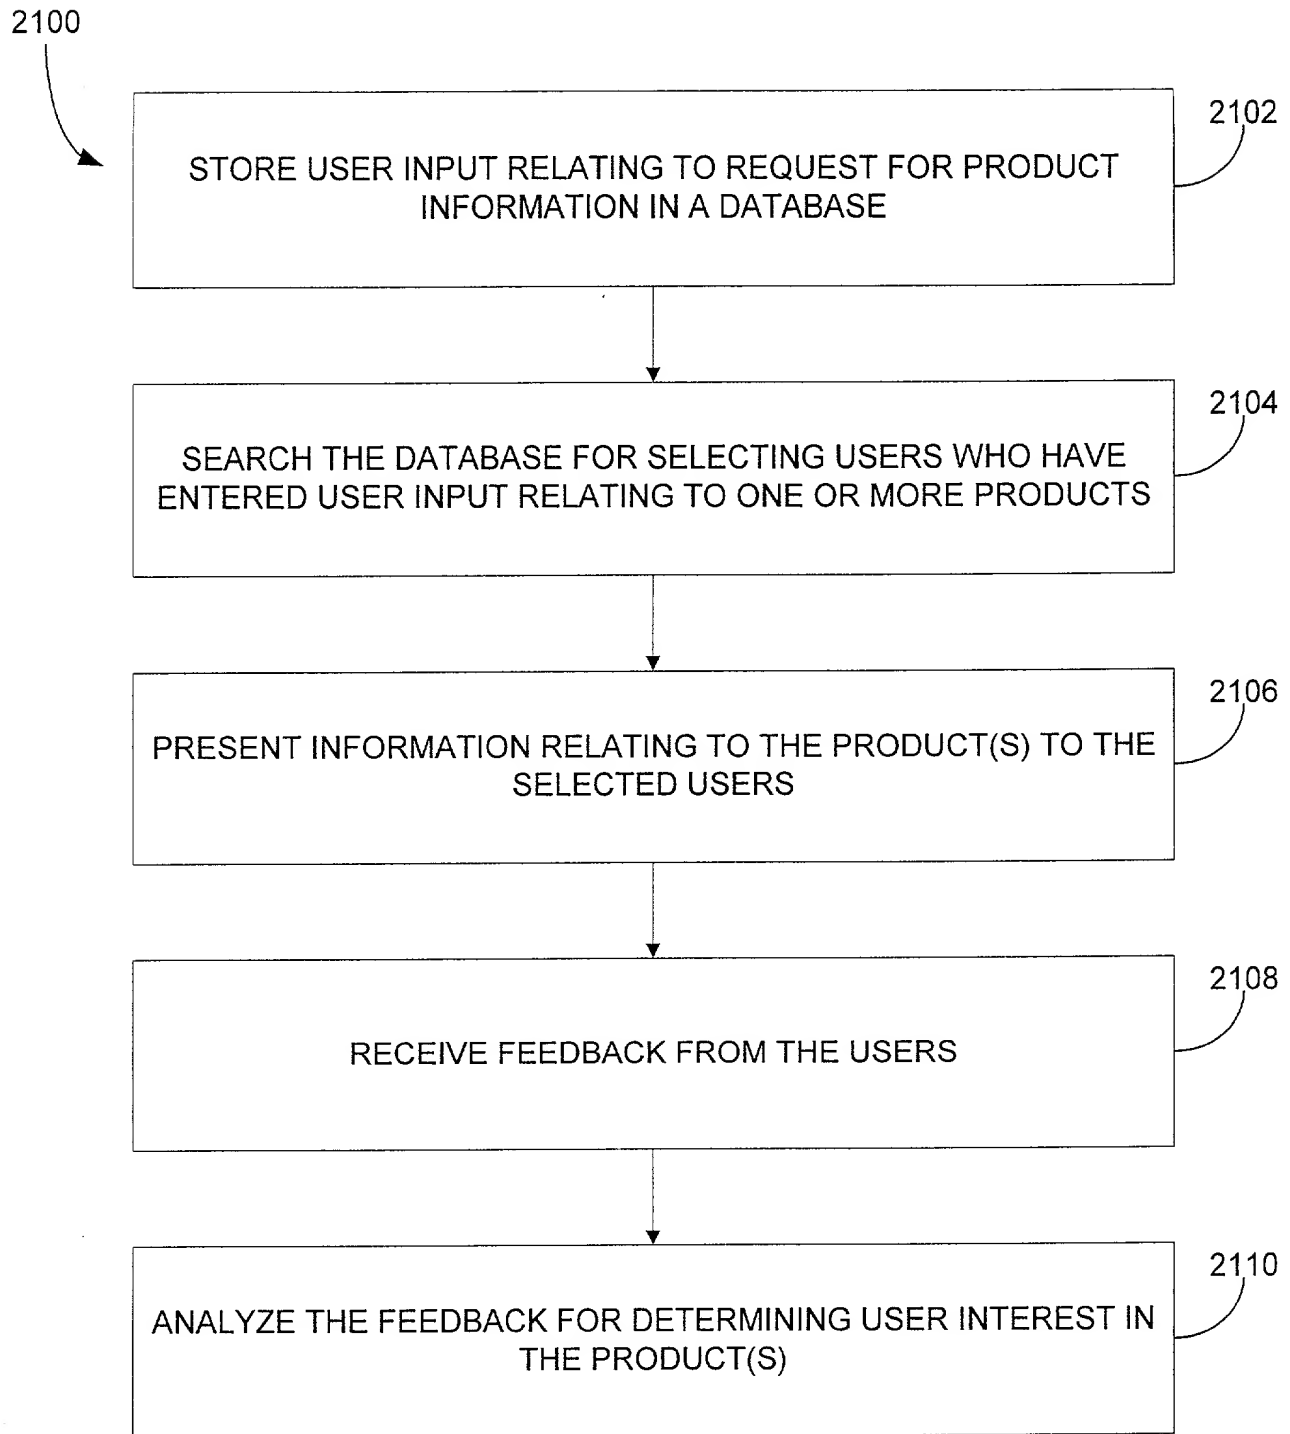 2100
2102
STORE USER INPUT RELATING TO REQUEST FOR PRODUCT
INFORMATION IN A DATABASE
2104
SEARCH THE DATABASE FOR SELECTING USERS WHO HAVE
ENTERED USER INPUT RELATING TO ONE OR MORE PRODUCTS
2106
PRESENT INFORMATION RELATING TO THE PRODUCT(S) TO THE
SELECTED USERS
2108
RECEIVE FEEDBACK FROM THE USERS
2110
ANALYZE THE FEEDBACK FOR DETERMINING USER INTEREST IN
THE PRODUCT(S)